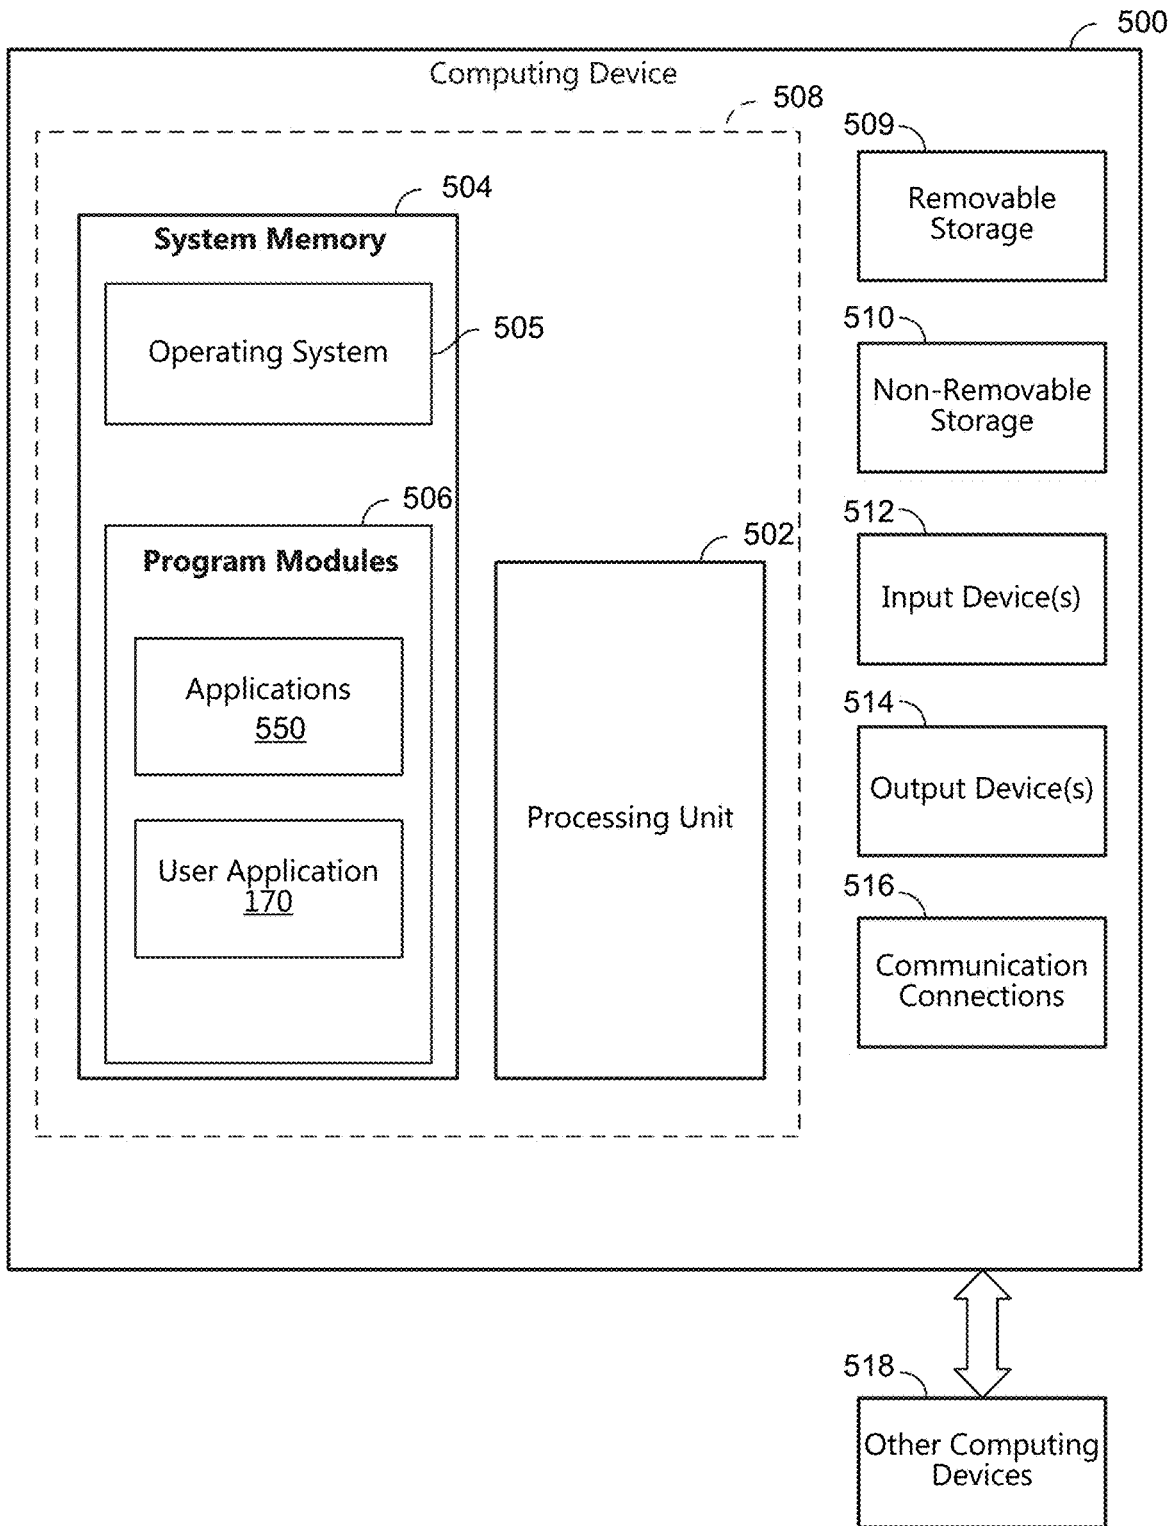 500
Computing Device
508
509
Removable
Storage
504
System Memory
Operating System
505
510
Non-Removable
Storage
506
Program Modules
502
512
Input Device(s)
Applications
550
514
Output Device(s)
Processing Unit
User Application
170
516
Communication
Connections
518
Other Computing
Devices